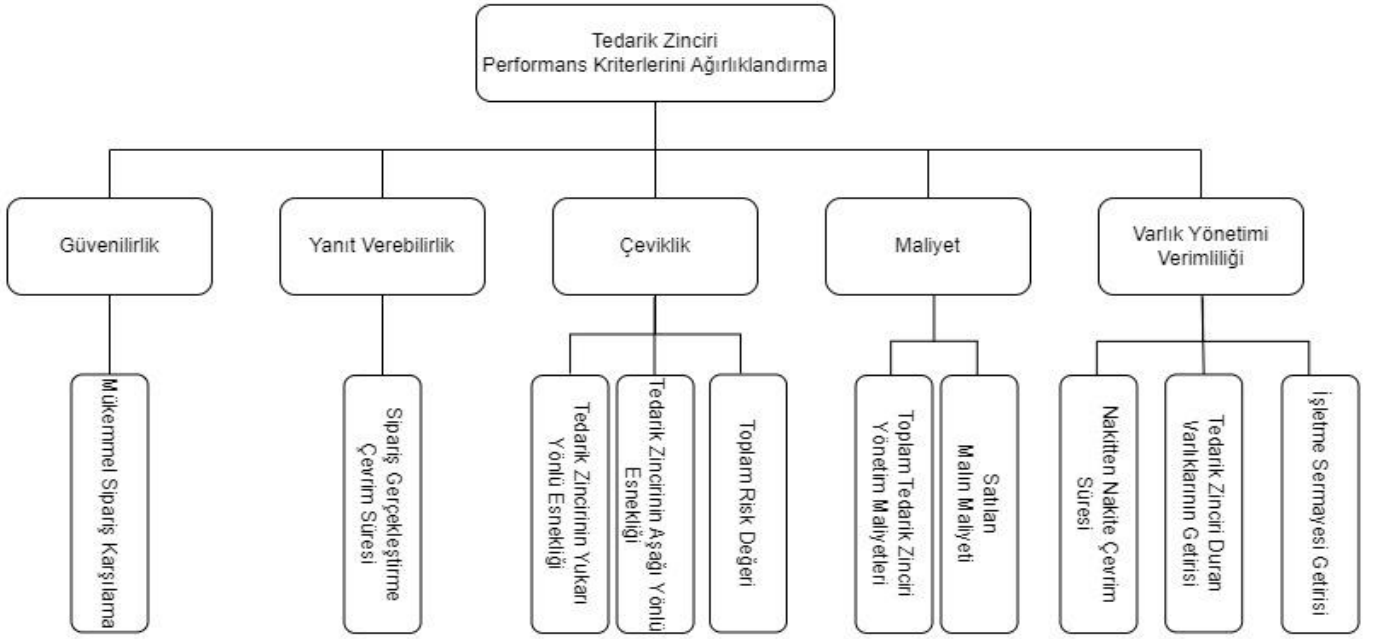 Tedarik Zinciri
Performans Kriterlerini Ağırlıklandırma
Güvenilirlik
Yanıt Verebilirlik
Çeviklik
Maliyet
Varlık Yönetimi
Verimliliği
Mükemmel Sipariş Karşılama
Sipariş Gerçekleştirme
Çevrim Süresi
Tedarik Zincirinin Yukarı
Yönlü Esnekliği
Tedarik Zincirinin Aşağı Yönlü
Esnekliği
Toplam Risk Değeri
Toplam Tedarik Zinciri
Yönetim Maliyetleri
Satılan
Malın Maliyeti
Nakitten Nakite Çevrim
Süresi
Tedarik Zinciri Duran
Varlıklarının Getirisi
İşletme Sermayesi Getirisi